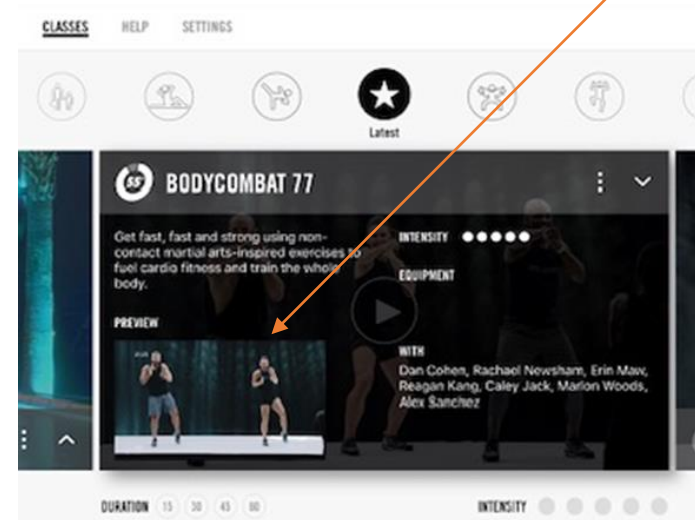 CLASSES HELP SETTINGS
Latest
55' BODYCOMBAT 77
Get fast, fast and strong using non-
contact martial arts-inspired exercises to
fuel cardio fitness and train the whole
body.
PREVIEW
INTENSITY
EQUIPMENT
WITH
Dan Cohen, Rachael Newsham, Erin Maw,
Reagan Kang, Caley Jack, Marlon Woods,
Alex Sanchez
DURATION 15 30 45 60 INTENSITY